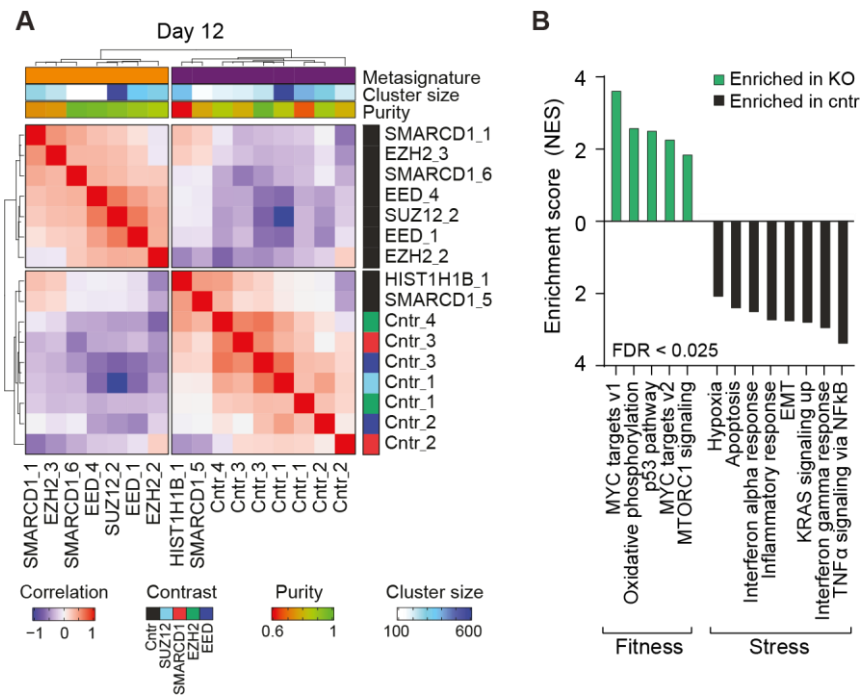 A
Day 12
Metasignature
Cluster size
Purity
SMARCD1_1
EZH2_3
SMARCD1_6
EED_4
SUZ12_2
EED_1
EZH2_2
HIST1H1B_1
SMARCD1_5
Cntr_4
Cntr_3
Cntr_3
Cntr_1
Cntr_1
Cntr_2
Cntr_2
SMARCD1_1
EZH2_3
SMARCD1_6
EED_4
SUZ12_2
EED_1
EZH2_2
HIST1H1B_1
SMARCD1_5
Cntr_4
Cntr_3
Cntr_3
Cntr_1
Cntr_1
Cntr_2
Cntr_2
Correlation
−1 0 1
Contrast
Cntr
SUZ12
SMARCD1
EZH2
EED
Purity
0.6 1
Cluster size
100 600
B
Enriched in KO
Enriched in cntr
Enrichment score (NES)
4
2
0
2
4
FDR < 0.025
MYC targets v1
Oxidative phosphorylation
p53 pathway
MYC targets v2
MTORC1 signaling
Hypoxia
Apoptosis
Interferon alpha response
Inflammatory response
EMT
KRAS signaling up
Interferon gamma response
TNFα signaling via NFkB
Fitness
Stress